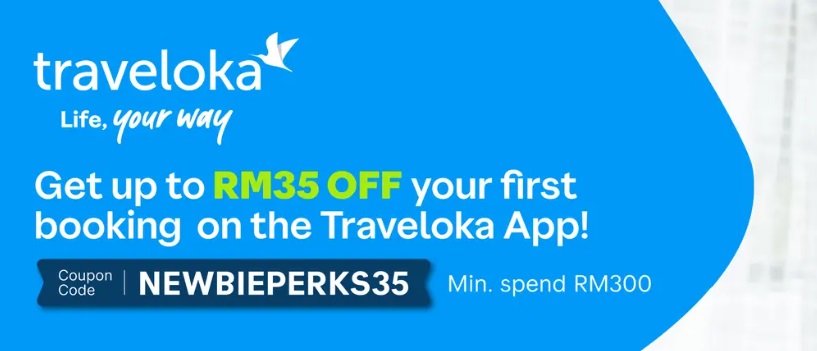 traveloka
Life, your way
Get up to RM35 OFF your first
booking on the Traveloka App!
Coupon
Code
NEWBIEPERKS35
Min. spend RM300